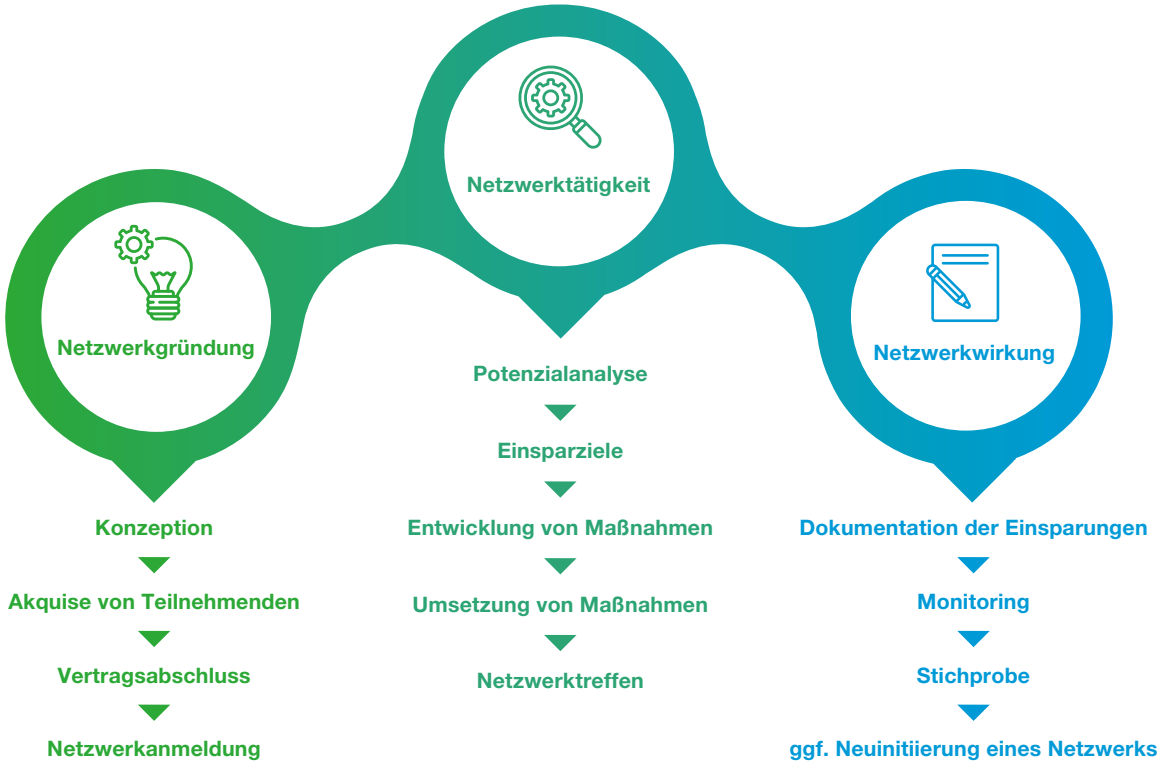 Netzwerkgründung
Konzeption
Akquise von Teilnehmenden
Vertragsabschluss
Netzwerkanmeldung
Netzwerktätigkeit
Potenzialanalyse
Einsparziele
Entwicklung von Maßnahmen
Umsetzung von Maßnahmen
Netzwerktreffen
Netzwerkwirkung
Dokumentation der Einsparungen
Monitoring
Stichprobe
ggf. Neuinitiierung eines Netzwerks